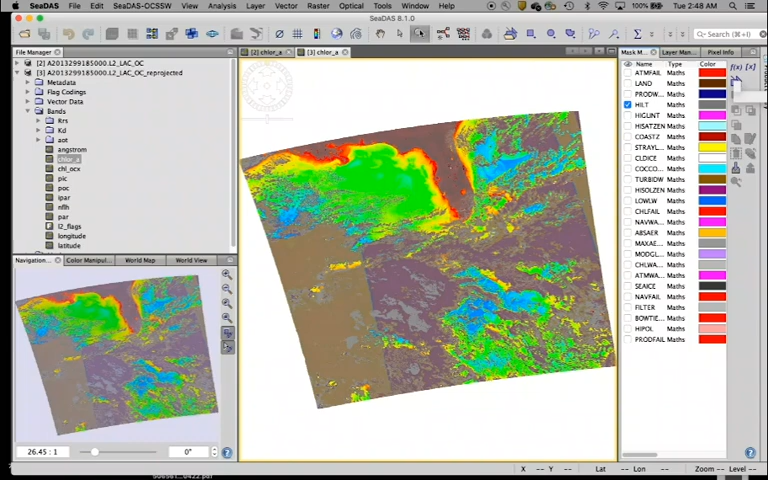 SeaDAS File Edit SeaDAS-OCSSW View Analysis Layer Vector Raster Optical Tools Window Help 100% Tue 2:48 AM
SeaDAS 8.1.0
Search (⌘+I)
File Manager
[2] A2013299185000.L2_LAC_OC
[3] A2013299185000.L2_LAC_OC_reprojected
Metadata
Flag Codings
Vector Data
Bands
Rrs
Kd
aot
angstrom
chlor_a
chl_ocx
pic
poc
ipar
nflh
par
l2_flags
longitude
latitude
Navigation... Color Manipul... World Map World View
26.45 : 1
0°
[2] chlor_a [3] chlor_a
Mask M... Layer Man... Pixel Info
Name Type Color
ATMFAIL Maths
LAND Maths
PRODW... Maths
HILT Maths
HIGLINT Maths
HISATZEN Maths
COASTZ Maths
STRAYL... Maths
CLDICE Maths
COCCO... Maths
TURBIDW Maths
HISOLZEN Maths
LOWLW Maths
CHLFAIL Maths
NAVWA... Maths
ABSAER Maths
MAXAE... Maths
MODGL... Maths
CHLWA... Maths
ATMWA... Maths
SEAICE Maths
NAVFAIL Maths
FILTER Maths
BOWTIE... Maths
HIPOL Maths
PRODFAIL Maths
f(x) [x]
X -- Y -- Lat -- Lon -- Zoom -- Level --